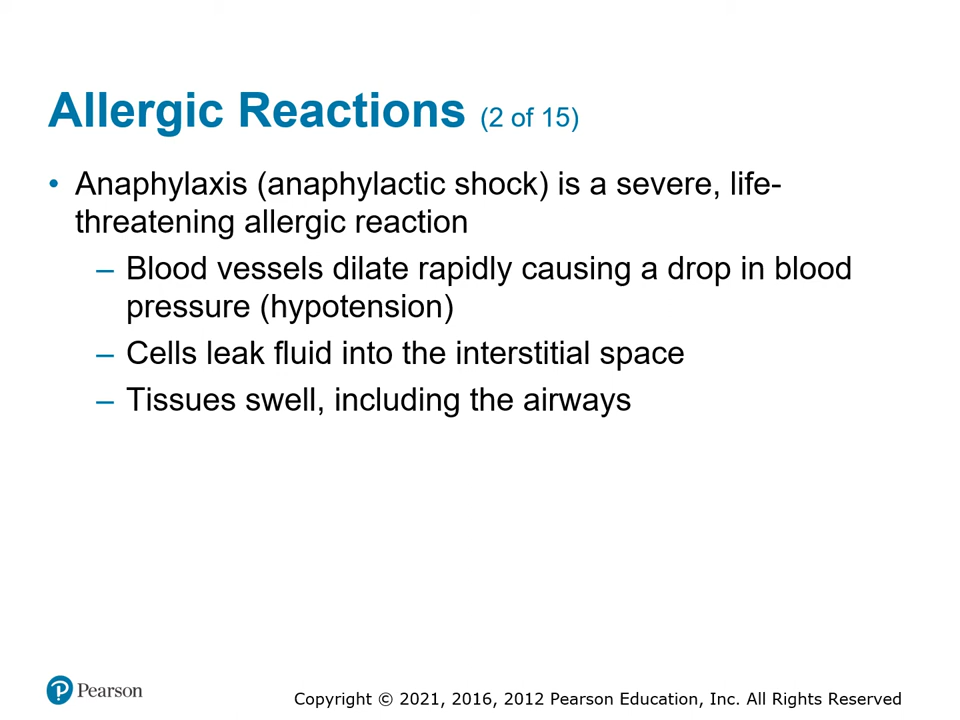 Allergic Reactions (2 of 15)
• Anaphylaxis (anaphylactic shock) is a severe, life-
threatening allergic reaction
– Blood vessels dilate rapidly causing a drop in blood
pressure (hypotension)
– Cells leak fluid into the interstitial space
– Tissues swell, including the airways
P Pearson
Copyright © 2021, 2016, 2012 Pearson Education, Inc. All Rights Reserved